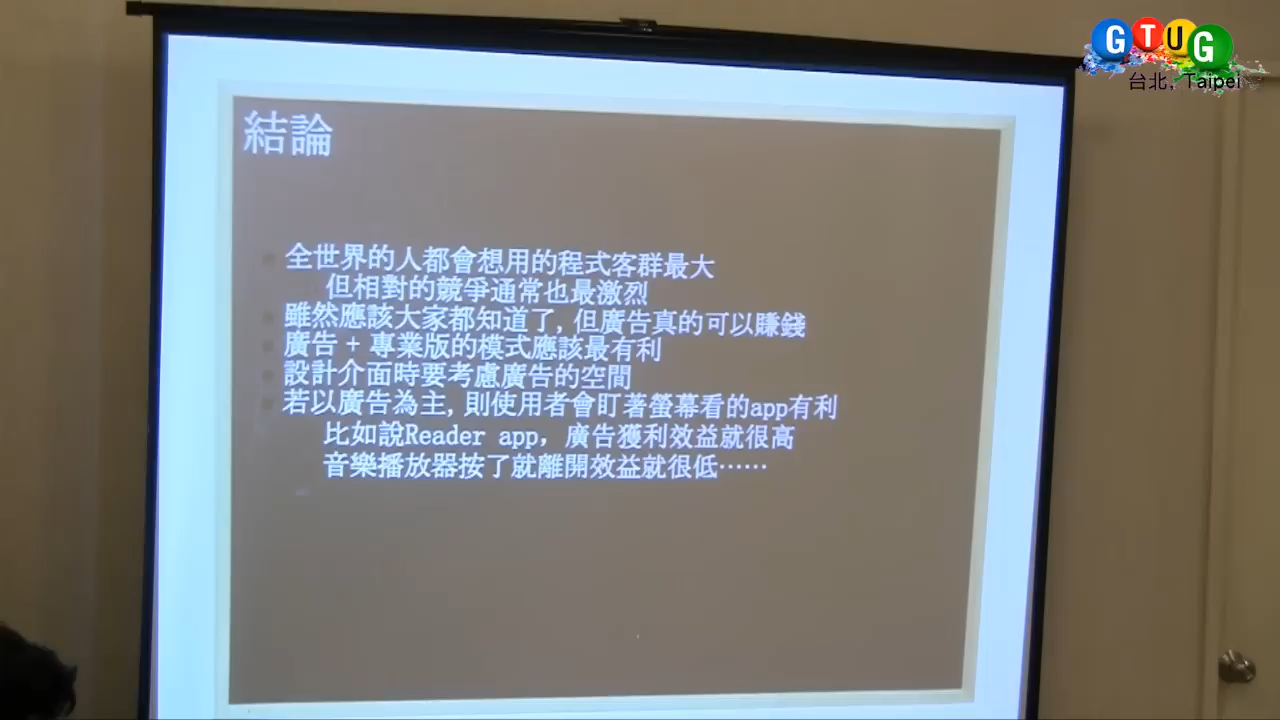 GTUG
台北, Taipei
結論
全世界的人都會想用的程式客群最大
但相對的競爭通常也最激烈
雖然應該大家都知道了, 但廣告真的可以賺錢
廣告 + 專業版的模式應該最有利
設計介面時要考慮廣告的空間
若以廣告為主, 則使用者會盯著螢幕看的app有利
比如說Reader app, 廣告獲利效益就很高
音樂播放器按了就離開效益就很低……